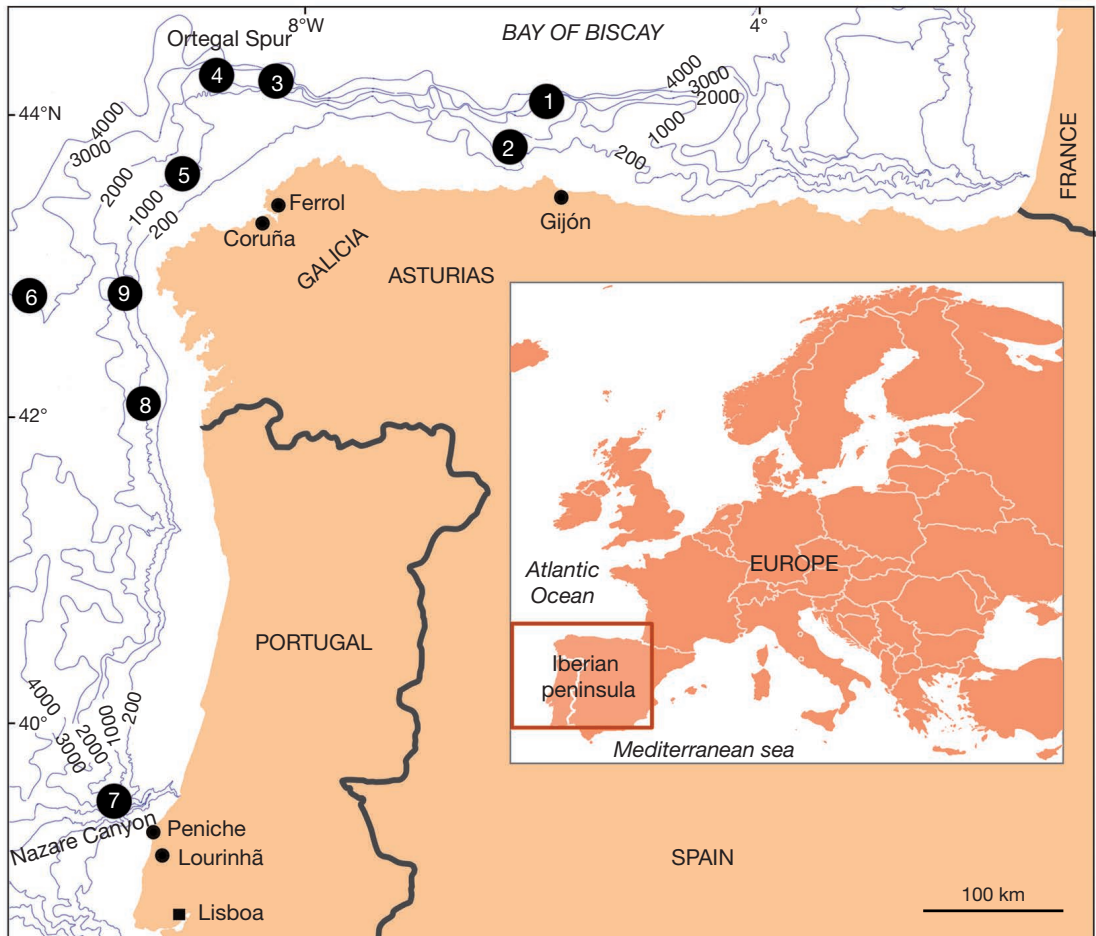 8°W
4°
Ortegal Spur
BAY OF BISCAY
4
3
4000
3000
2000
1
4000
3000
44°N
1000
2
200
FRANCE
5
2000
1000
200
Ferrol
Coruña
Gijón
GALICIA
ASTURIAS
6
9
8
42°
EUROPE
Atlantic
Ocean
PORTUGAL
Iberian
peninsula
Mediterranean sea
4000
3000
2000
1000
200
40°
7
Nazare Canyon
Peniche
Lourinhã
SPAIN
100 km
Lisboa